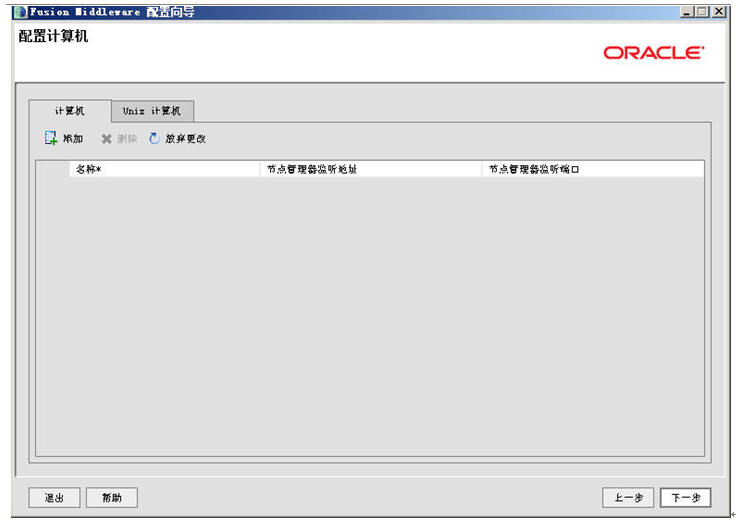 Fusion Middleware 配置向导
配置计算机
ORACLE
计算机 Unix 计算机
添加 删除 放弃更改
名称* 节点管理器监听地址 节点管理器监听端口
退出 帮助 上一步 下一步